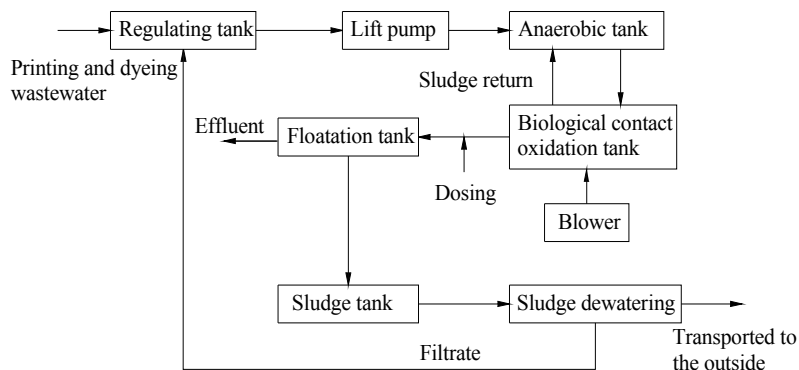 Regulating tank
Lift pump
Anaerobic tank
Printing and dyeing
wastewater
Sludge return
Effluent
Floatation tank
Biological contact
oxidation tank
Dosing
Blower
Sludge tank
Sludge dewatering
Filtrate
Transported to
the outside